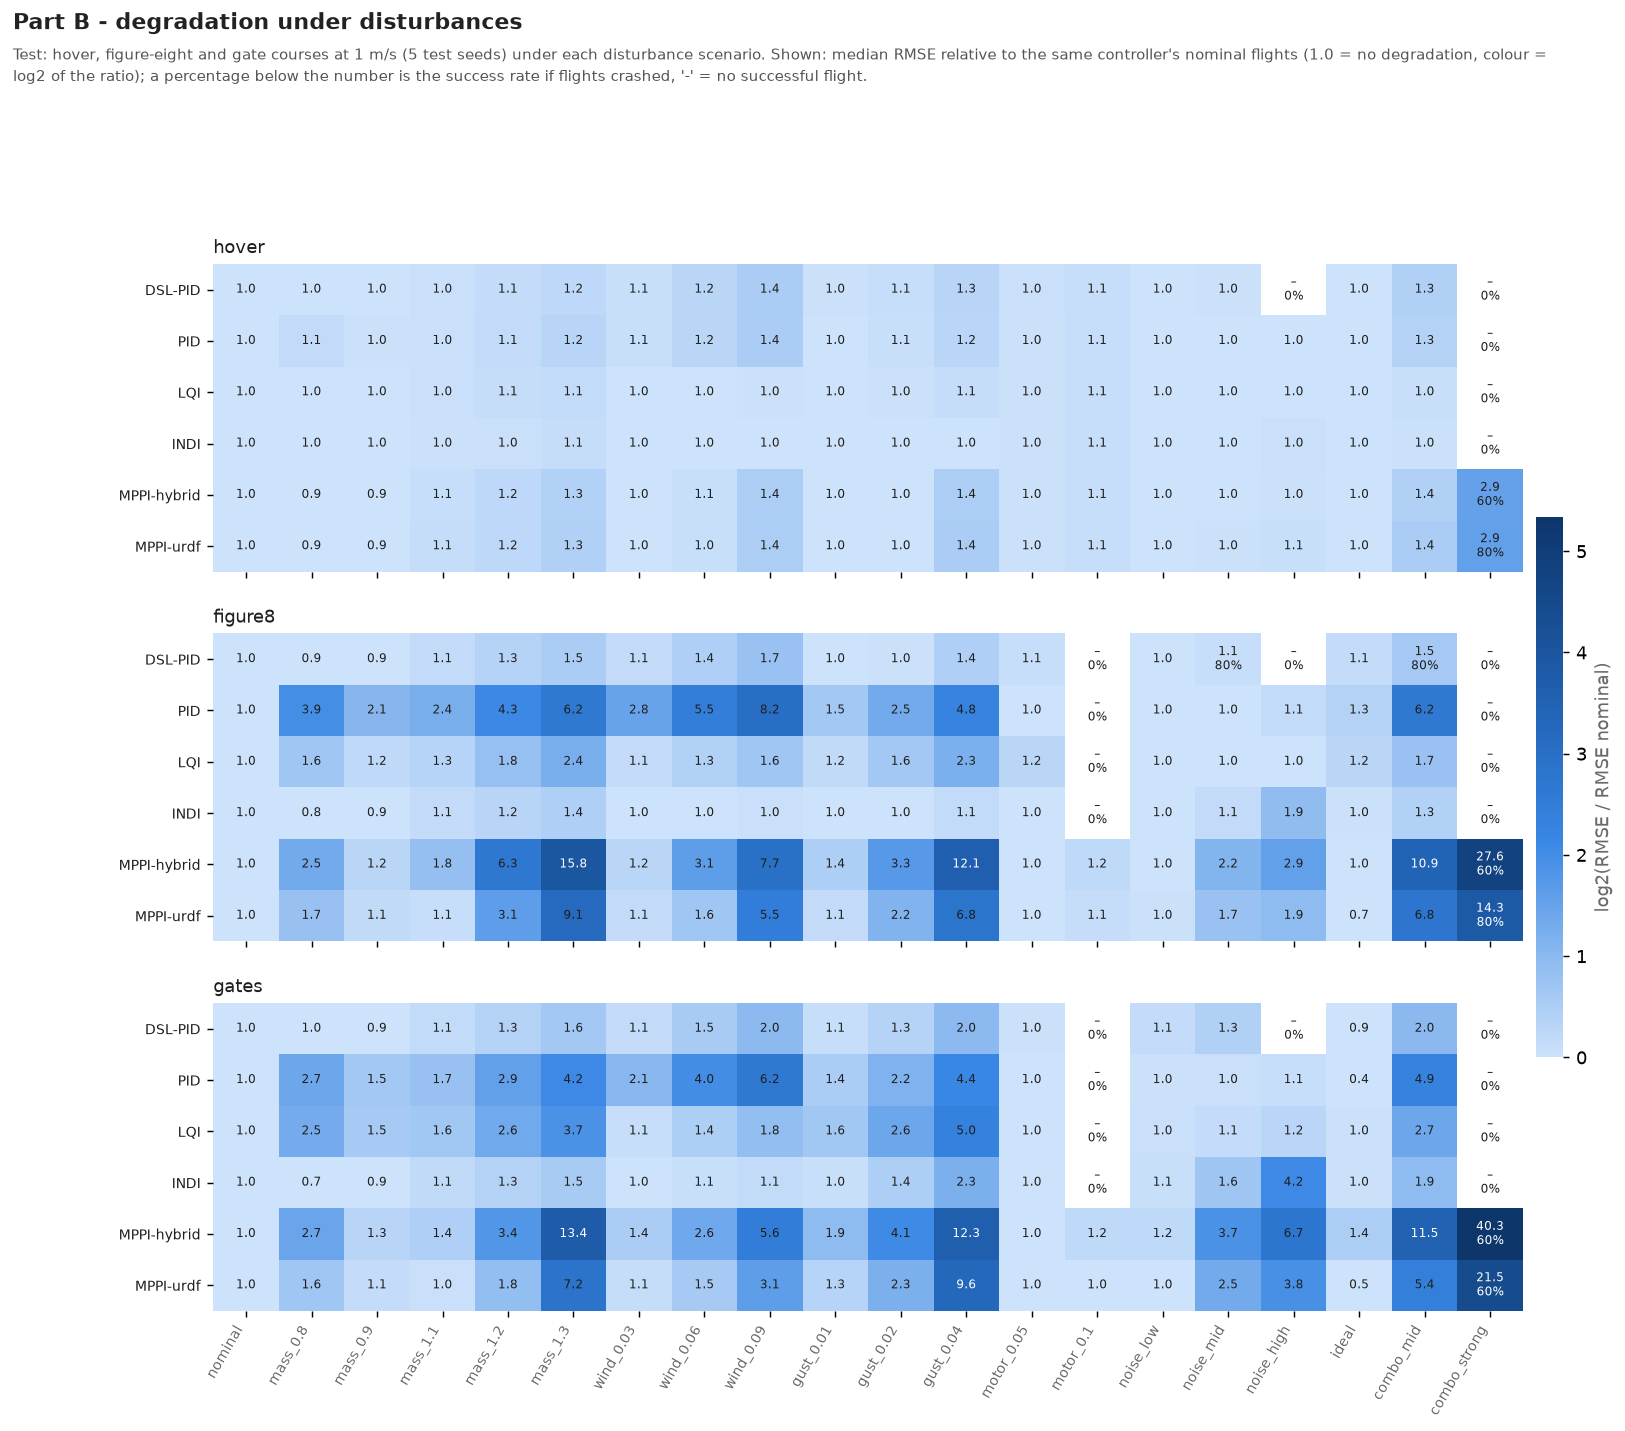 Part B - degradation under disturbances
Test: hover, figure-eight and gate courses at 1 m/s (5 test seeds) under each disturbance scenario. Shown: median RMSE relative to the same controller's nominal flights (1.0 = no degradation, colour =
log2 of the ratio); a percentage below the number is the success rate if flights crashed, '-' = no successful flight.
hover
DSL-PID 1.0 1.0 1.0 1.0 1.1 1.2 1.1 1.2 1.4 1.0 1.1 1.3 1.0 1.1 1.0 1.0 – 1.0 1.3 –
0% 0%
PID 1.0 1.1 1.0 1.0 1.1 1.2 1.1 1.2 1.4 1.0 1.1 1.2 1.0 1.1 1.0 1.0 1.0 1.0 1.3 –
0%
LQI 1.0 1.0 1.0 1.0 1.1 1.1 1.0 1.0 1.0 1.0 1.0 1.1 1.0 1.1 1.0 1.0 1.0 1.0 1.0 –
0%
INDI 1.0 1.0 1.0 1.0 1.0 1.1 1.0 1.0 1.0 1.0 1.0 1.0 1.0 1.1 1.0 1.0 1.0 1.0 1.0 –
0%
MPPI-hybrid 1.0 0.9 0.9 1.1 1.2 1.3 1.0 1.1 1.4 1.0 1.0 1.4 1.0 1.1 1.0 1.0 1.0 1.0 1.4 2.9
60%
MPPI-urdf 1.0 0.9 0.9 1.1 1.2 1.3 1.0 1.0 1.4 1.0 1.0 1.4 1.0 1.1 1.0 1.0 1.1 1.0 1.4 2.9
80%
figure8
DSL-PID 1.0 0.9 0.9 1.1 1.3 1.5 1.1 1.4 1.7 1.0 1.0 1.4 1.1 – 1.0 1.1 – 1.1 1.5 –
0% 80% 0% 80% 0%
PID 1.0 3.9 2.1 2.4 4.3 6.2 2.8 5.5 8.2 1.5 2.5 4.8 1.0 – 1.0 1.0 1.1 1.3 6.2 –
0% 0%
LQI 1.0 1.6 1.2 1.3 1.8 2.4 1.1 1.3 1.6 1.2 1.6 2.3 1.2 – 1.0 1.0 1.0 1.2 1.7 –
0% 0%
INDI 1.0 0.8 0.9 1.1 1.2 1.4 1.0 1.0 1.0 1.0 1.0 1.1 1.0 – 1.0 1.1 1.9 1.0 1.3 –
0% 0%
MPPI-hybrid 1.0 2.5 1.2 1.8 6.3 15.8 1.2 3.1 7.7 1.4 3.3 12.1 1.0 1.2 1.0 2.2 2.9 1.0 10.9 27.6
60%
MPPI-urdf 1.0 1.7 1.1 1.1 3.1 9.1 1.1 1.6 5.5 1.1 2.2 6.8 1.0 1.1 1.0 1.7 1.9 0.7 6.8 14.3
80%
gates
DSL-PID 1.0 1.0 0.9 1.1 1.3 1.6 1.1 1.5 2.0 1.1 1.3 2.0 1.0 – 1.1 1.3 – 0.9 2.0 –
0% 0% 0%
PID 1.0 2.7 1.5 1.7 2.9 4.2 2.1 4.0 6.2 1.4 2.2 4.4 1.0 – 1.0 1.0 1.1 0.4 4.9 –
0% 0%
LQI 1.0 2.5 1.5 1.6 2.6 3.7 1.1 1.4 1.8 1.6 2.6 5.0 1.0 – 1.0 1.1 1.2 1.0 2.7 –
0% 0%
INDI 1.0 0.7 0.9 1.1 1.3 1.5 1.0 1.1 1.1 1.0 1.4 2.3 1.0 – 1.1 1.6 4.2 1.0 1.9 –
0% 0%
MPPI-hybrid 1.0 2.7 1.3 1.4 3.4 13.4 1.4 2.6 5.6 1.9 4.1 12.3 1.0 1.2 1.2 3.7 6.7 1.4 11.5 40.3
60%
MPPI-urdf 1.0 1.6 1.1 1.0 1.8 7.2 1.1 1.5 3.1 1.3 2.3 9.6 1.0 1.0 1.0 2.5 3.8 0.5 5.4 21.5
60%
nominal mass_0.8 mass_0.9 mass_1.1 mass_1.2 mass_1.3 wind_0.03 wind_0.06 wind_0.09 gust_0.01 gust_0.02 gust_0.04 motor_0.05 motor_0.1 noise_low noise_mid noise_high ideal combo_mid combo_strong
5
4
3
2
1
0
log2(RMSE / RMSE nominal)